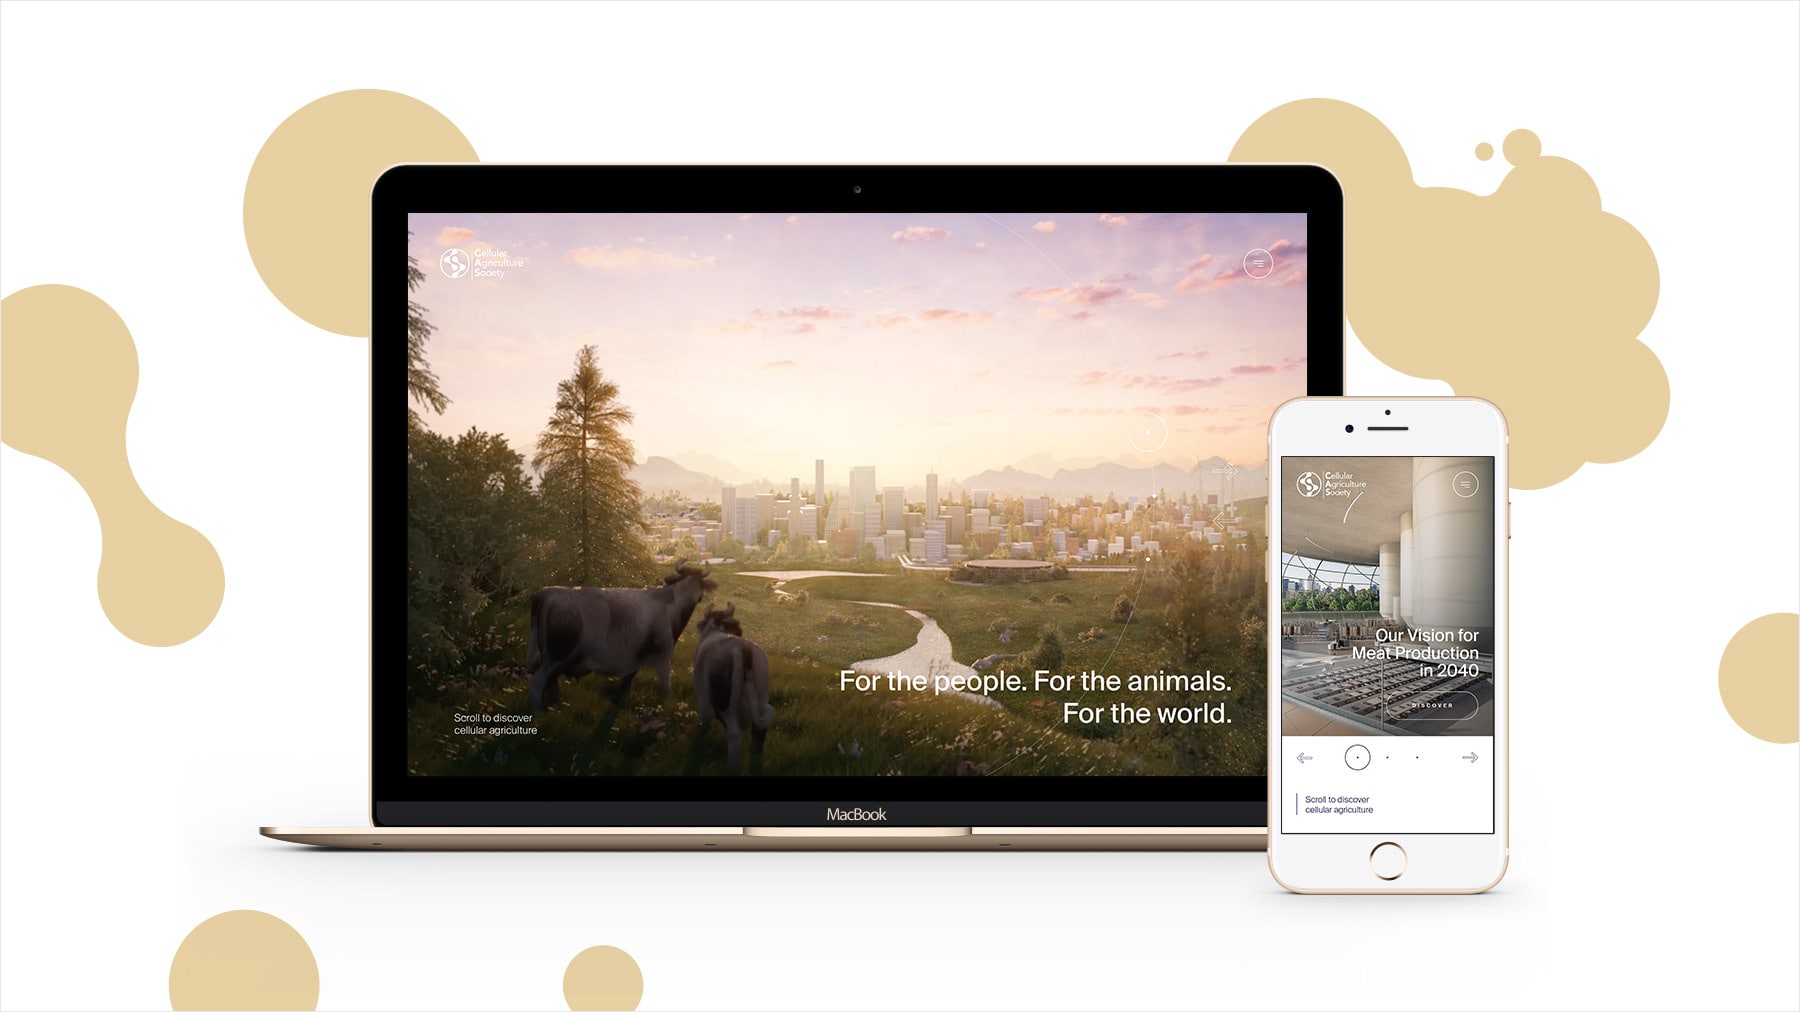 Cellular
Agriculture
Society
For the people. For the animals.
For the world.
Scroll to discover
cellular agriculture
MacBook
Cellular
Agriculture
Society
Our Vision for
Meat Production
in 2040
DISCOVER
Scroll to discover
cellular agriculture